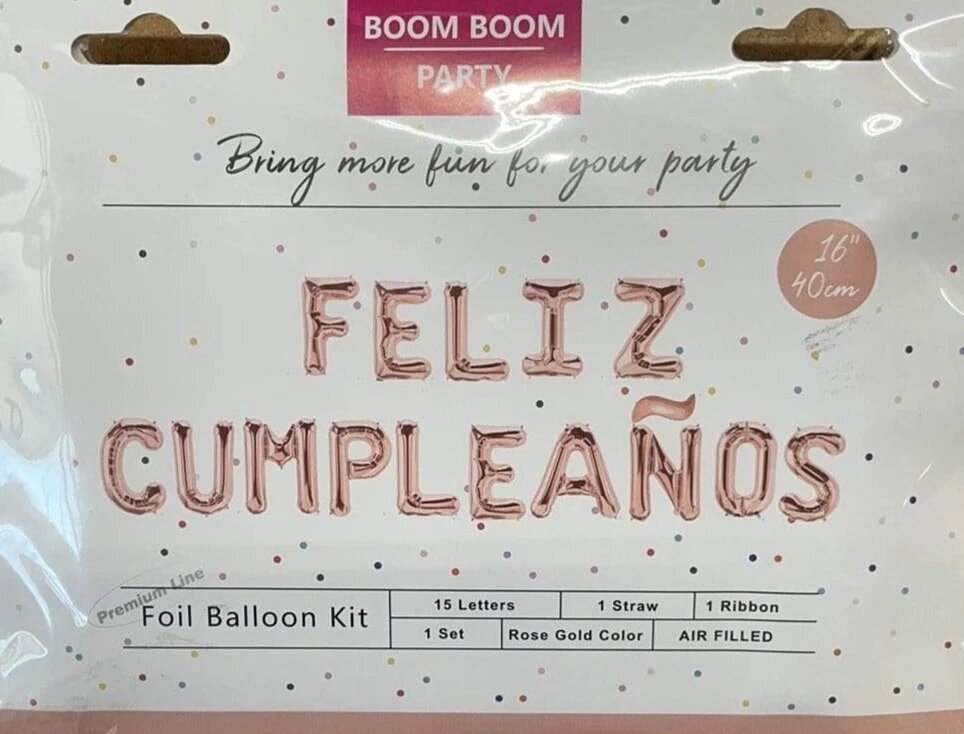 BOOM BOOM
PARTY
Bring more fun for your party
16"
40cm
FELIZ
CUMPLEAÑOS
Premium Line
Foil Balloon Kit
15 Letters
1 Straw
1 Ribbon
1 Set
Rose Gold Color
AIR FILLED